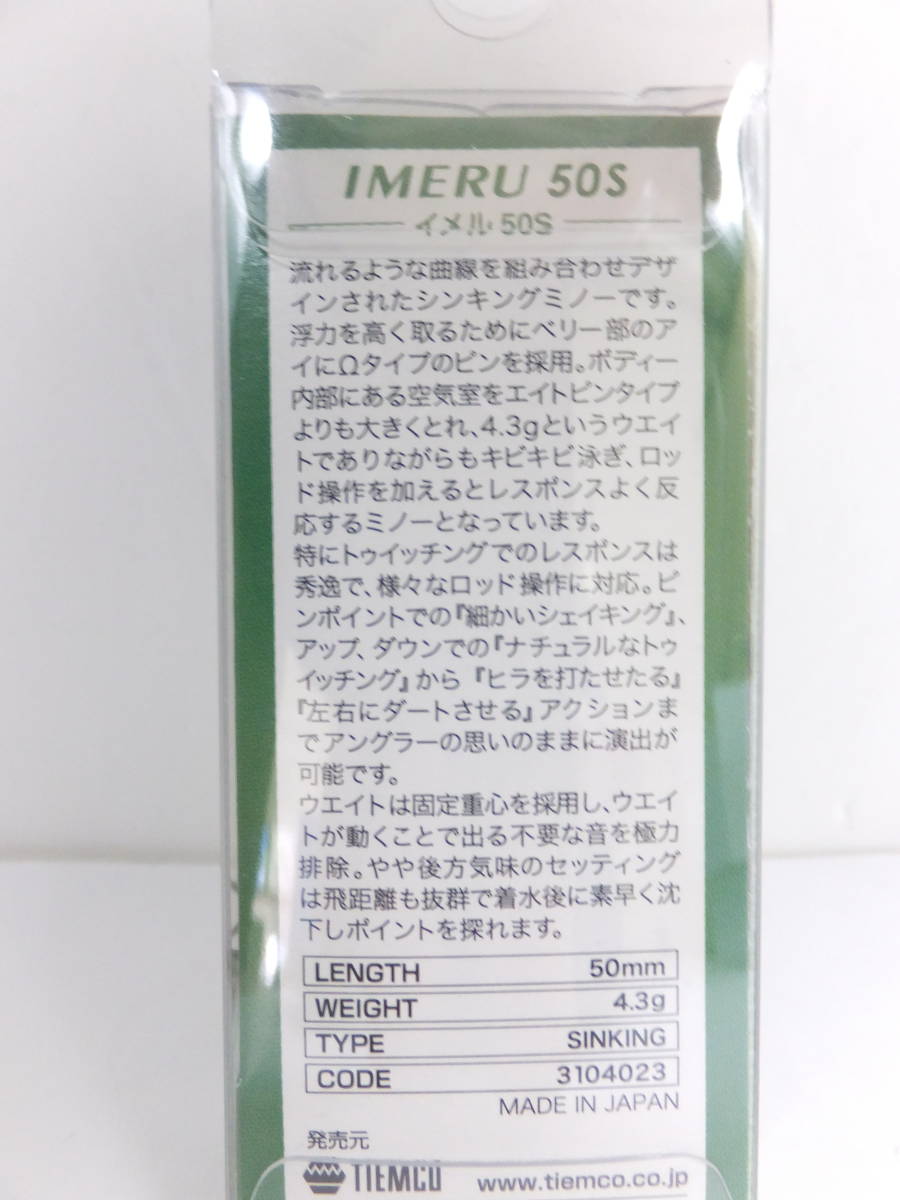 IMERU 50S
イメル 50S
流れるような曲線を組み合わせデザ
インされたシンキングミノーです。
浮力を高く取るためにベリー部のア
イにΩタイプのピンを採用。ボディー
内部にある空気室をエイトピンタイプ
よりも大きくとれ、4.3gというウエイ
トでありながらもキビキビ泳ぎ、ロッ
ド操作を加えるとレスポンスよく反
応するミノーとなっています。
特にトゥイッチングでのレスポンスは
秀逸で、様々なロッド操作に対応。ピ
ンポイントでの『細かいシェイキング』、
アップ、ダウンでの『ナチュラルなトゥ
イッチング』から『ヒラを打たせたる』
『左右にダートさせる』アクションま
でアングラーの思いのままに演出が
可能です。
ウエイトは固定重心を採用し、ウエイ
トが動くことで出る不要な音を極力
排除。やや後方気味のセッティング
は飛距離も抜群で着水後に素早く沈
下しポイントを探れます。
LENGTH 50mm
WEIGHT 4.3g
TYPE SINKING
CODE 3104023
MADE IN JAPAN
発売元
TIEMCO www.tiemco.co.jp